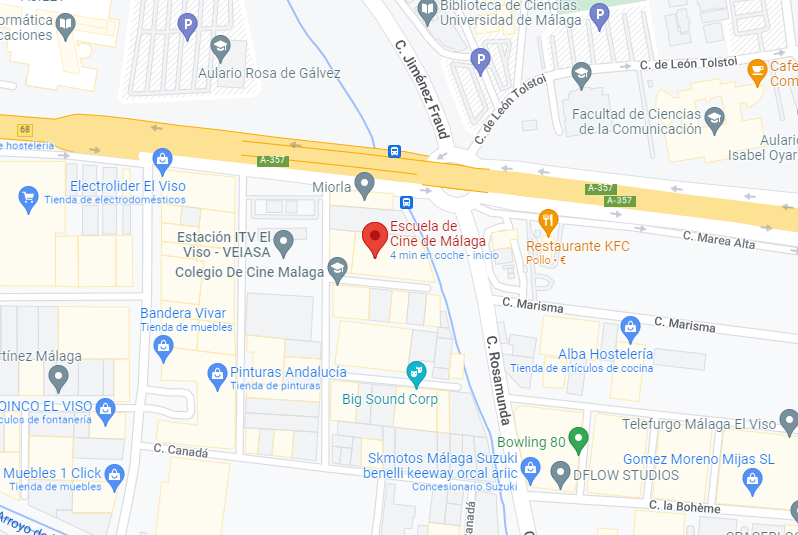 Biblioteca de Ciencias
Universidad de Málaga
ormática
caciones
P
P
P
Aulario Rosa de Gálvez
C. Jiménez Fraud
C. de León Tolstoi
C. de León Tolstoi
Cafe
Com
Facultad de Ciencias
de la Comunicación
Aulario
Isabel Oyar
68
e hostelería
A-357
A-357
A-357
Electrolider El Viso
Tienda de electrodomésticos
Miorla
Escuela de
Cine de Málaga
4 min en coche - inicio
Estación ITV El
Viso - VEIASA
Colegio De Cine Malaga
Restaurante KFC
Pollo • €
C. Marea Alta
C. Marisma
C. Marisma
Bandera Vivar
Tienda de muebles
C. Rosamunda
Alba Hostelería
Tienda de artículos de cocina
rtínez Málaga
Pinturas Andalucía
Tienda de pinturas
Big Sound Corp
OINCO EL VISO
culos de fontanería
Telefurgo Málaga El Viso
Bowling 80
C. Canadá
Skmotos Málaga Suzuki
benelli keeway orcal ariic
Concesionario Suzuki
DFLOW STUDIOS
Gomez Moreno Mijas SL
Muebles 1 Click
Tienda de muebles
C. la Bohème
anadá
Arroyo de